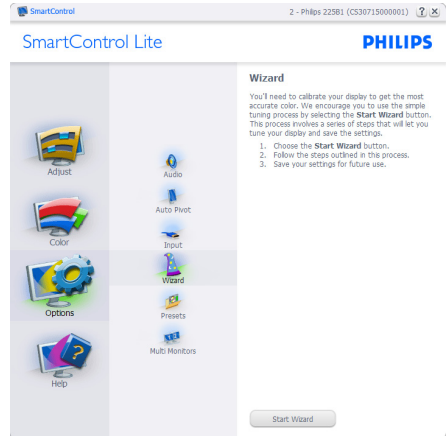 SmartControl
2 - Philips 225B1 (CS30715000001)
SmartControl Lite
PHILIPS
Adjust
Color
Options
Help
Audio
Auto Pivot
Input
Wizard
Presets
Multi Monitors
Wizard
You'll need to calibrate your display to get the most
accurate color. We encourage you to use the simple
tuning process by selecting the Start Wizard button.
This process involves a series of steps that will let you
tune your display and save the settings.
1. Choose the Start Wizard button.
2. Follow the steps outlined in this process.
3. Save your settings for future use.
Start Wizard